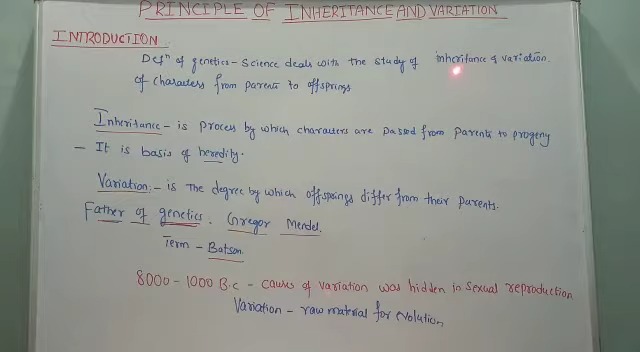 PRINCIPLE OF INHERITANCE AND VARIATION
INTRODUCTION
Defⁿ of genetics - Science deals with the study of inheritance & variation.
of characters from parents to offsprings
Inheritance - is process by which characters are passed from parents to progeny
- It is basis of heredity.
Variation:- is The degree by which offsprings differ from their parents.
Father of genetics. Gregor Mendel.
Term - Batson
8000 - 1000 B.C - causes of variation was hidden in sexual reproduction
Variation - raw material for evolution,